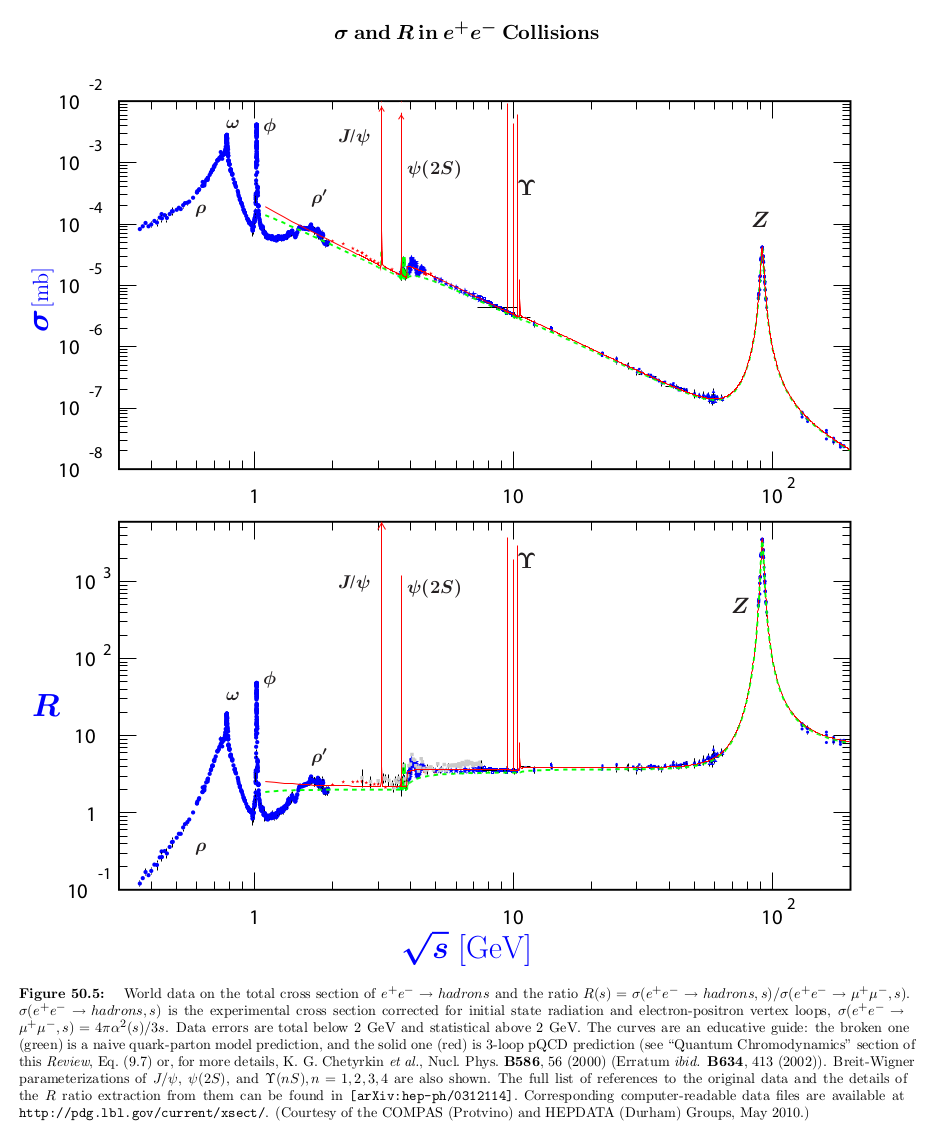 σ and R in e⁺e⁻ Collisions
10⁻²
10⁻³
10⁻⁴
10⁻⁵
10⁻⁶
10⁻⁷
10⁻⁸
σ [mb]
ω
ϕ
ρ
ρ′
J/ψ
ψ(2S)
Υ
Z
1
10
10²
10³
10²
10
1
10⁻¹
R
ω
ϕ
ρ
ρ′
J/ψ
ψ(2S)
Υ
Z
1
10
10²
√s [GeV]
Figure 50.5: World data on the total cross section of e⁺e⁻ → hadrons and the ratio R(s) = σ(e⁺e⁻ → hadrons, s)/σ(e⁺e⁻ → μ⁺μ⁻, s).
σ(e⁺e⁻ → hadrons, s) is the experimental cross section corrected for initial state radiation and electron-positron vertex loops, σ(e⁺e⁻ →
μ⁺μ⁻, s) = 4πα²(s)/3s. Data errors are total below 2 GeV and statistical above 2 GeV. The curves are an educative guide: the broken one
(green) is a naive quark-parton model prediction, and the solid one (red) is 3-loop pQCD prediction (see “Quantum Chromodynamics” section of
this Review, Eq. (9.7) or, for more details, K. G. Chetyrkin et al., Nucl. Phys. B586, 56 (2000) (Erratum ibid. B634, 413 (2002)). Breit-Wigner
parameterizations of J/ψ, ψ(2S), and Υ(nS), n = 1, 2, 3, 4 are also shown. The full list of references to the original data and the details of
the R ratio extraction from them can be found in [arXiv:hep-ph/0312114]. Corresponding computer-readable data files are available at
http://pdg.lbl.gov/current/xsect/. (Courtesy of the COMPAS (Protvino) and HEPDATA (Durham) Groups, May 2010.)